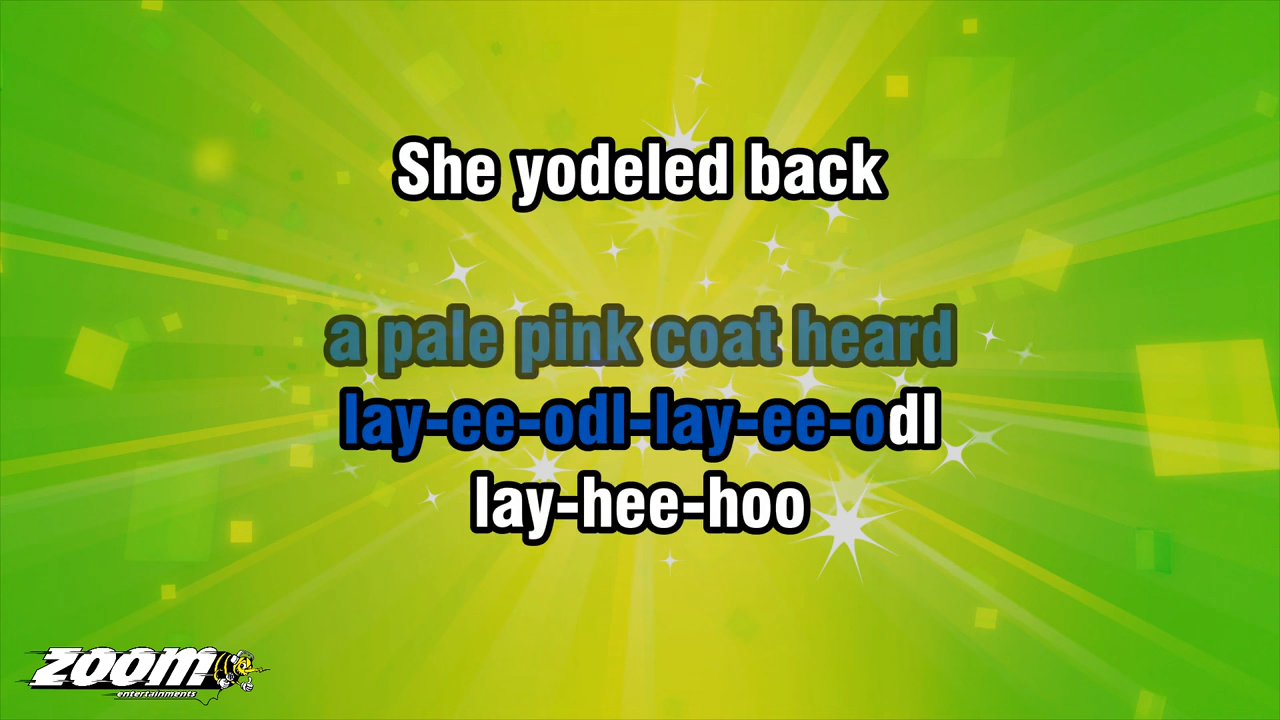 She yodeled back
a pale pink coat heard
lay-ee-odl-lay-ee-odl
lay-hee-hoo
ZOOM
entertainments